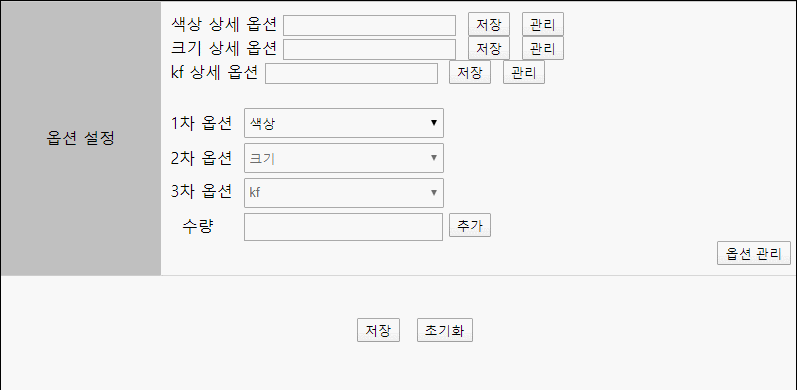 옵션 설정
색상 상세 옵션 저장 관리
크기 상세 옵션 저장 관리
kf 상세 옵션 저장 관리
1차 옵션 색상
2차 옵션 크기
3차 옵션 kf
수량 추가
옵션 관리
저장 초기화